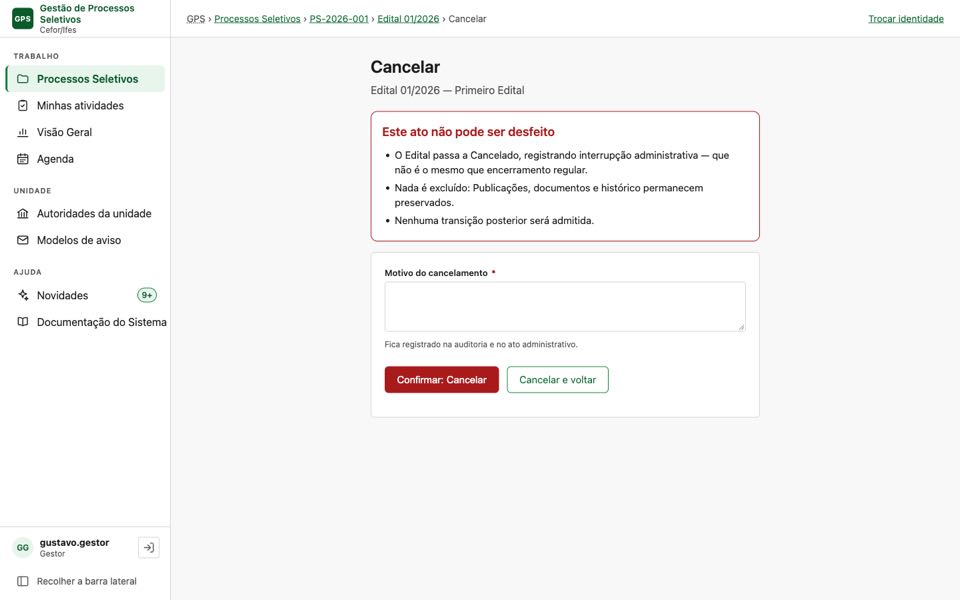 GPS
Gestão de Processos
Seletivos
Cefor/Ifes
GPS › Processos Seletivos › PS-2026-001 › Edital 01/2026 › Cancelar
Trocar identidade
TRABALHO
Processos Seletivos
Minhas atividades
Visão Geral
Agenda
UNIDADE
Autoridades da unidade
Modelos de aviso
AJUDA
Novidades
9+
Documentação do Sistema
Cancelar
Edital 01/2026 — Primeiro Edital
Este ato não pode ser desfeito
• O Edital passa a Cancelado, registrando interrupção administrativa — que
não é o mesmo que encerramento regular.
• Nada é excluído: Publicações, documentos e histórico permanecem
preservados.
• Nenhuma transição posterior será admitida.
Motivo do cancelamento *
Fica registrado na auditoria e no ato administrativo.
Confirmar: Cancelar
Cancelar e voltar
GG
gustavo.gestor
Gestor
Recolher a barra lateral